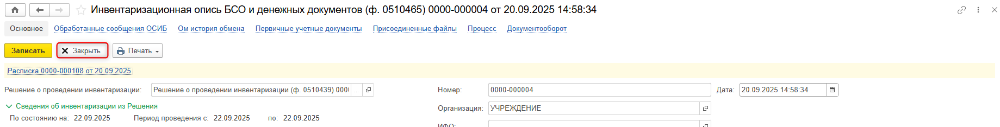 Инвентаризационная опись БСО и денежных документов (ф. 0510465) 0000-000004 от 20.09.2025 14:58:34
Основное Обработанные сообщения ОСИБ Ом история обмена Первичные учетные документы Присоединенные файлы Процесс Документооборот
Записать Закрыть Печать
Расписка 0000-000108 от 20.09.2025
Решение о проведении инвентаризации: Решение о проведении инвентаризации (ф. 0510439) 000 ... Номер: 0000-000004 Дата: 20.09.2025 14:58:34
Сведения об инвентаризации из Решения Организация: УЧРЕЖДЕНИЕ
По состоянию на: 22.09.2025 Период проведения с: 22.09.2025 по: 22.09.2025
ИФО: